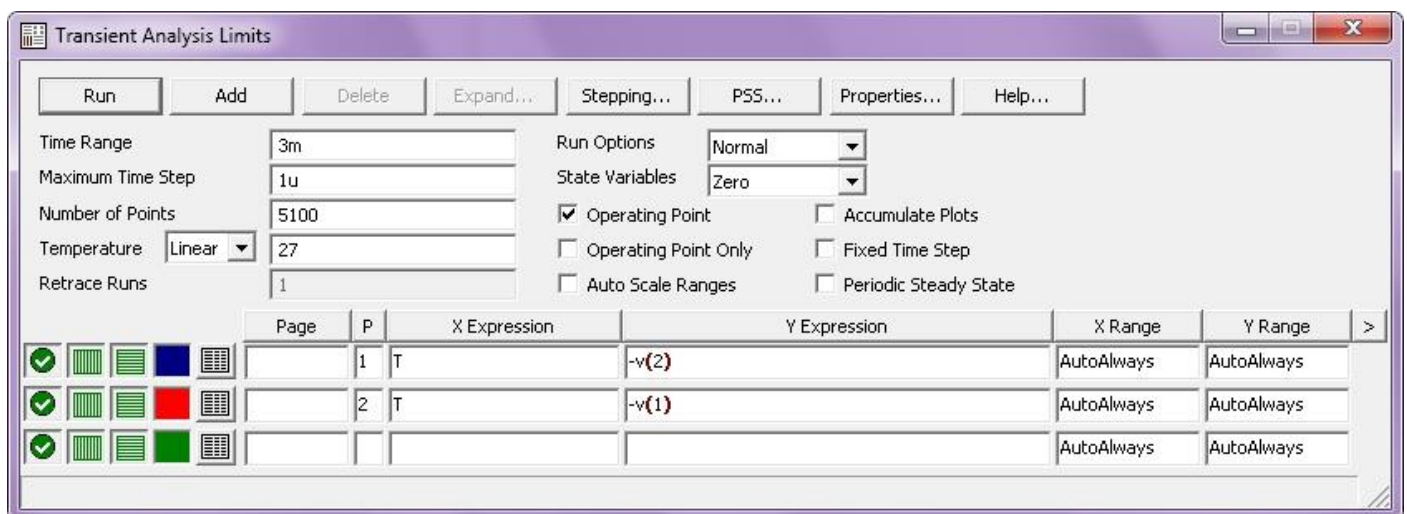 Transient Analysis Limits
Run Add Delete Expand... Stepping... PSS... Properties... Help...
Time Range 3m Run Options Normal
Maximum Time Step 1u State Variables Zero
Number of Points 5100 Operating Point Accumulate Plots
Temperature Linear 27 Operating Point Only Fixed Time Step
Retrace Runs 1 Auto Scale Ranges Periodic Steady State
Page P X Expression Y Expression X Range Y Range >
1 T -v(2) AutoAlways AutoAlways
2 T -v(1) AutoAlways AutoAlways
AutoAlways AutoAlways